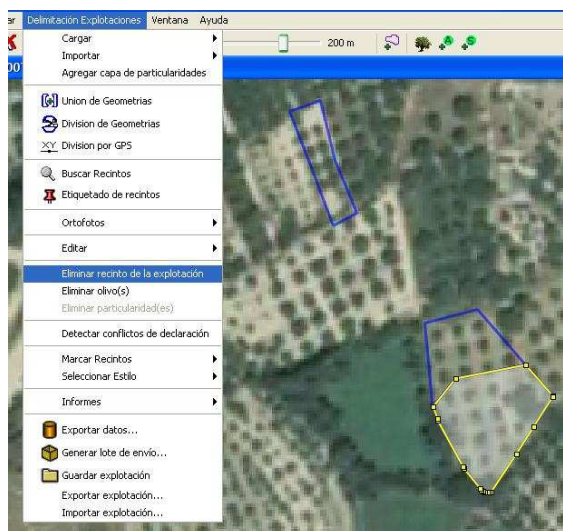 Delimitación Explotaciones Ventana Ayuda
200 m
Cargar
Importar
Agregar capa de particularidades
Union de Geometrias
Division de Geometrias
XY Division por GPS
Buscar Recintos
Etiquetado de recintos
Ortofotos
Editar
Eliminar recinto de la explotación
Eliminar olivo(s)
Eliminar particularidad(es)
Detectar conflictos de declaración
Marcar Recintos
Seleccionar Estilo
Informes
Exportar datos...
Generar lote de envío...
Guardar explotación
Exportar explotación...
Importar explotación...